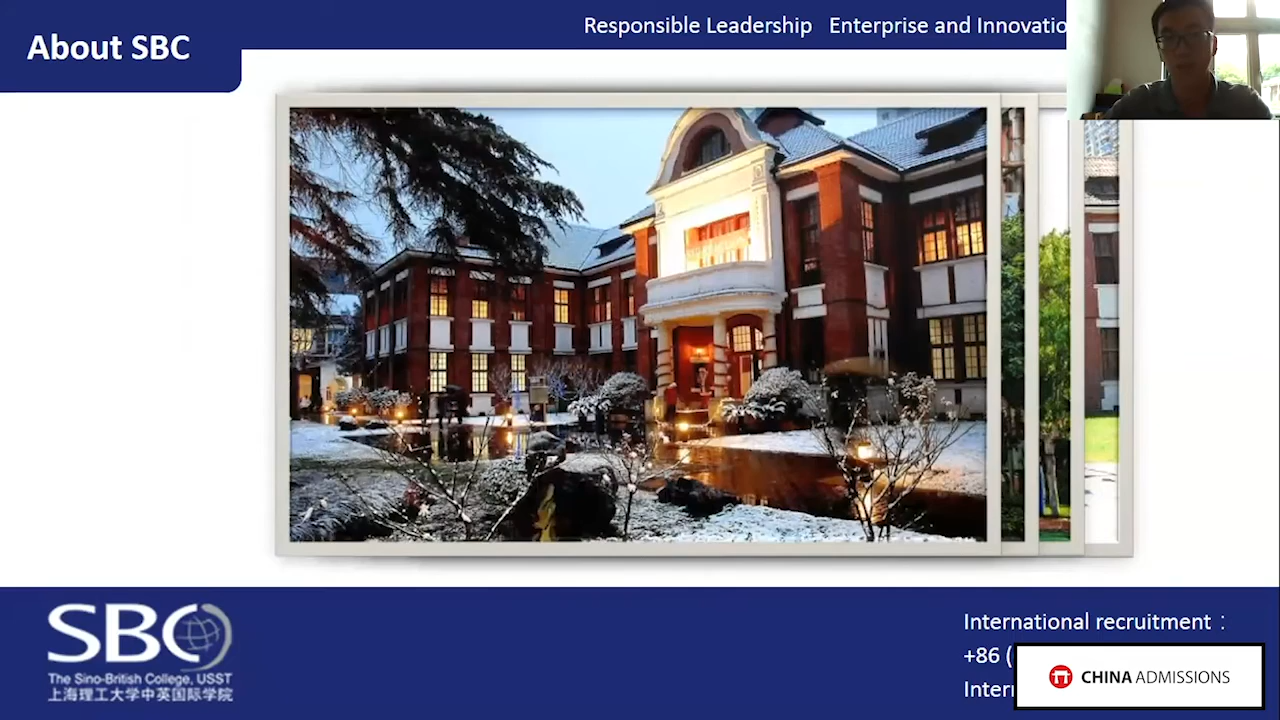 About SBC
Responsible Leadership Enterprise and Innovatio
SBC
The Sino-British College, USST
上海理工大学中英国际学院
International recruitment：
+86 (
Inter
CHINA ADMISSIONS